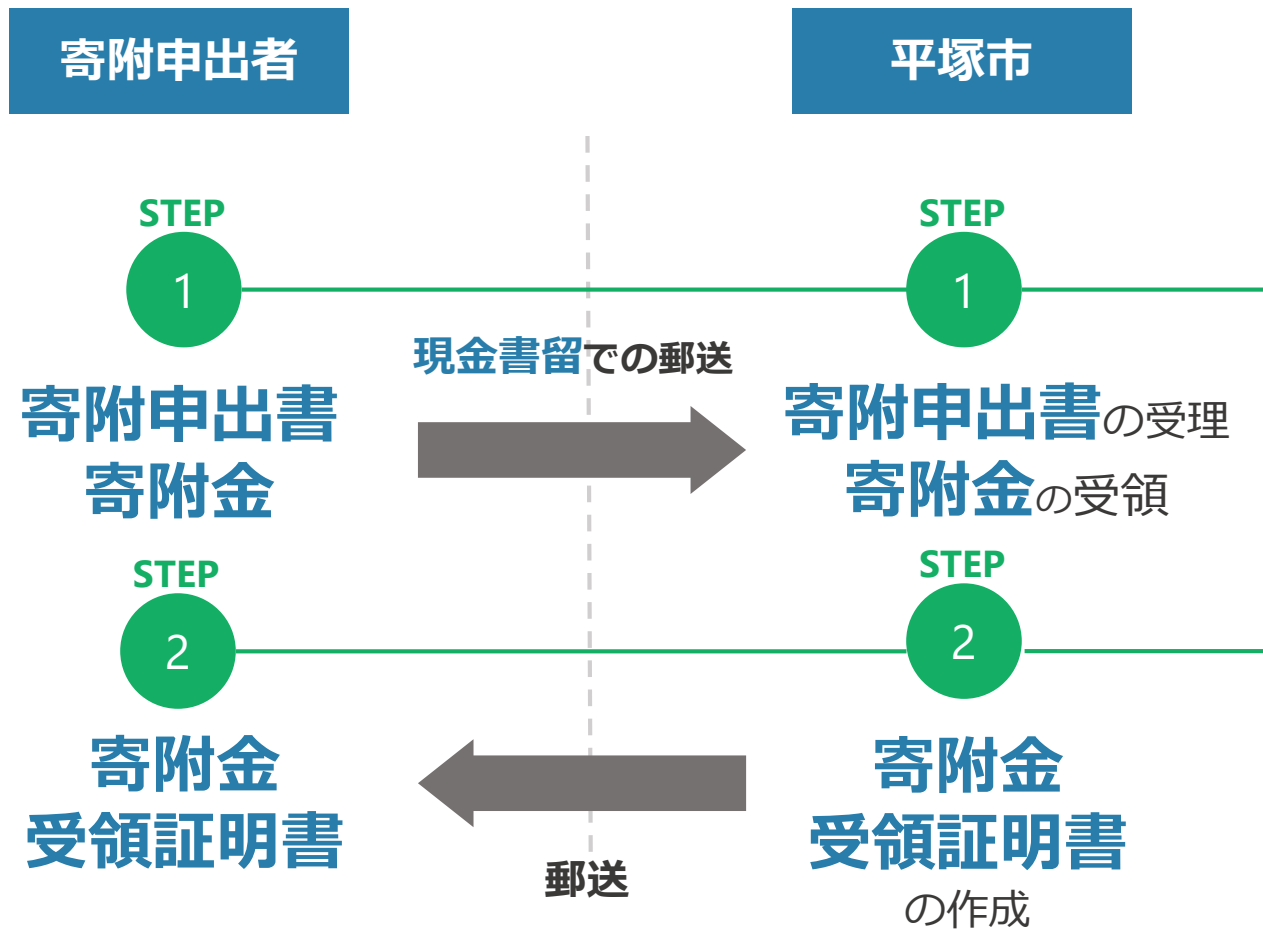 寄附申出者
平塚市
STEP
1
STEP
1
現金書留での郵送
寄附申出書
寄附金
寄附申出書の受理
寄附金の受領
STEP
2
STEP
2
寄附金
受領証明書
郵送
寄附金
受領証明書
の作成